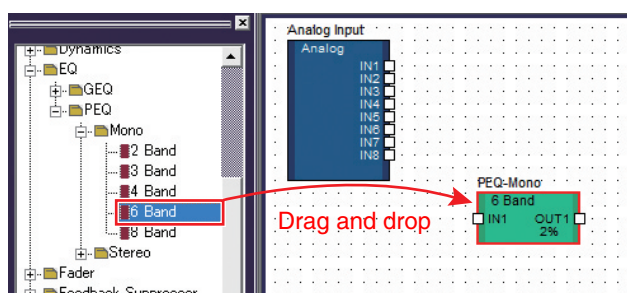 Dynamics
EQ
GEQ
PEQ
Mono
2 Band
3 Band
4 Band
6 Band
8 Band
Stereo
Fader
Feedback Suppressor
Analog Input
Analog
IN1
IN2
IN3
IN4
IN5
IN6
IN7
IN8
Drag and drop
PEQ-Mono
6 Band
IN1 OUT1
2%